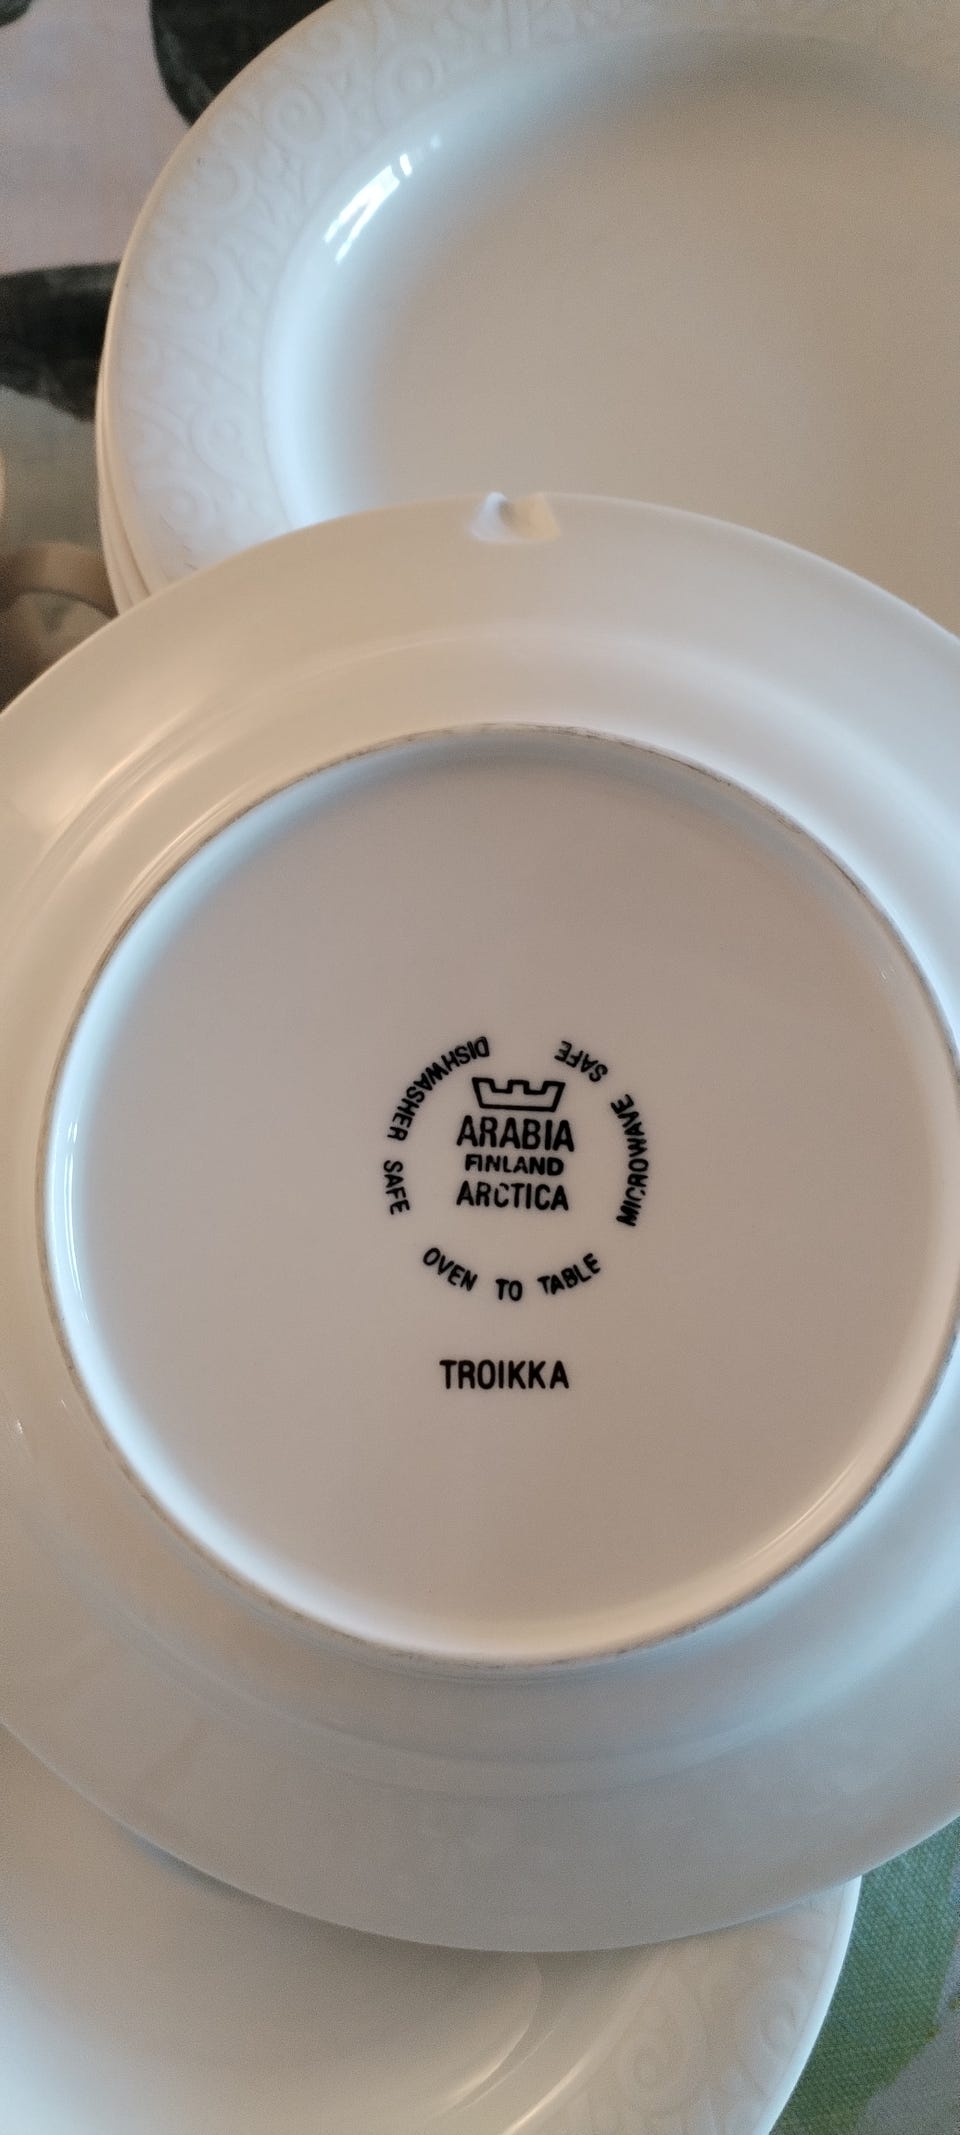 DISHWASHER SAFE
MICROWAVE SAFE
ARABIA
FINLAND
ARCTICA
OVEN TO TABLE
TROIKKA